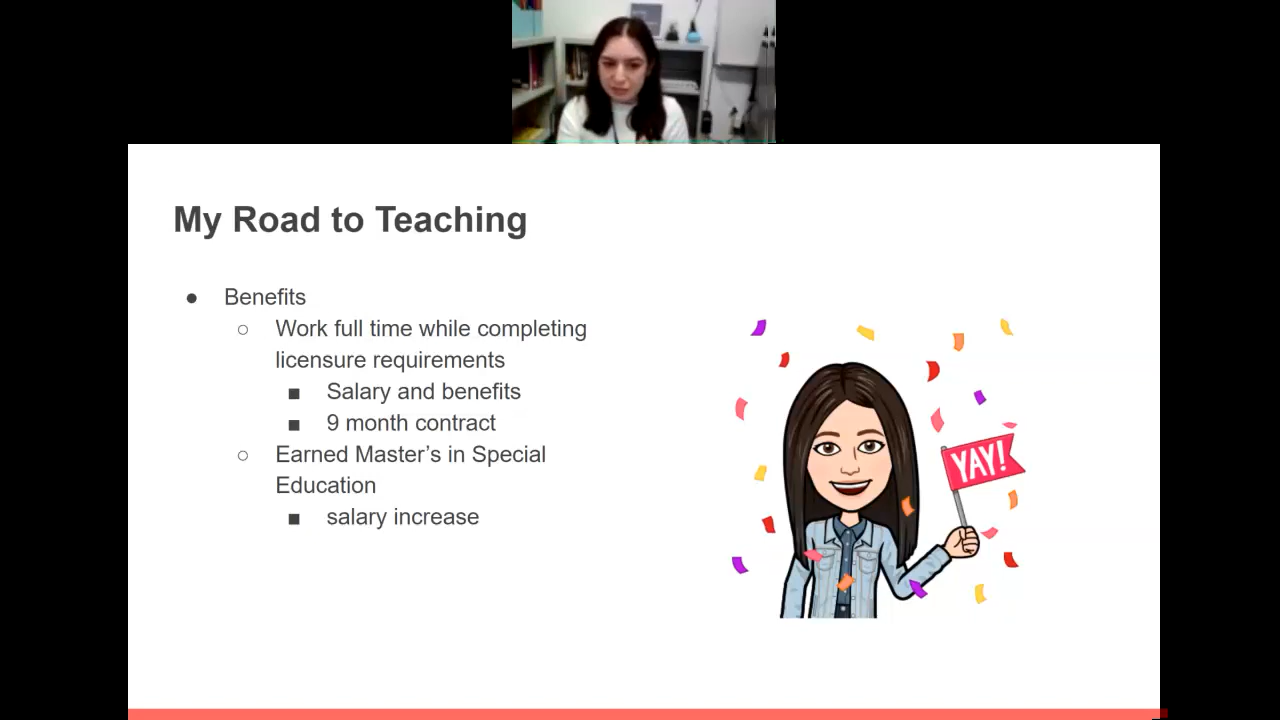 My Road to Teaching
● Benefits
○ Work full time while completing
licensure requirements
■ Salary and benefits
■ 9 month contract
○ Earned Master’s in Special
Education
■ salary increase
YAY!